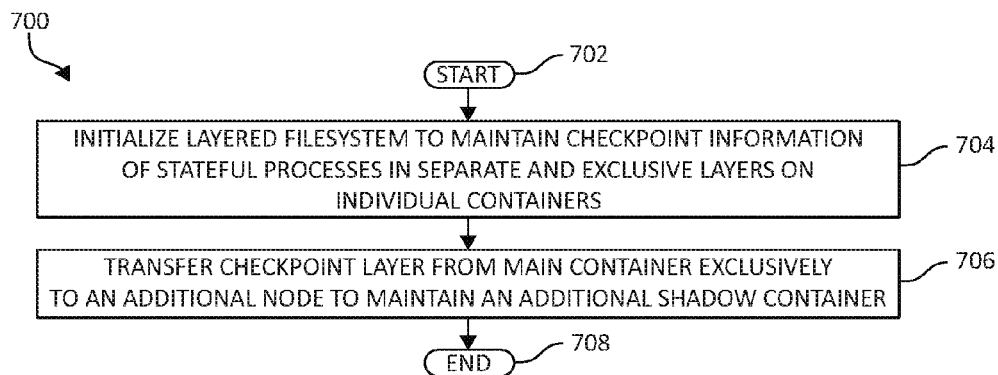 700
702
START
INITIALIZE LAYERED FILESYSTEM TO MAINTAIN CHECKPOINT INFORMATION
OF STATEFUL PROCESSES IN SEPARATE AND EXCLUSIVE LAYERS ON
INDIVIDUAL CONTAINERS
704
TRANSFER CHECKPOINT LAYER FROM MAIN CONTAINER EXCLUSIVELY
TO AN ADDITIONAL NODE TO MAINTAIN AN ADDITIONAL SHADOW CONTAINER
706
END
708